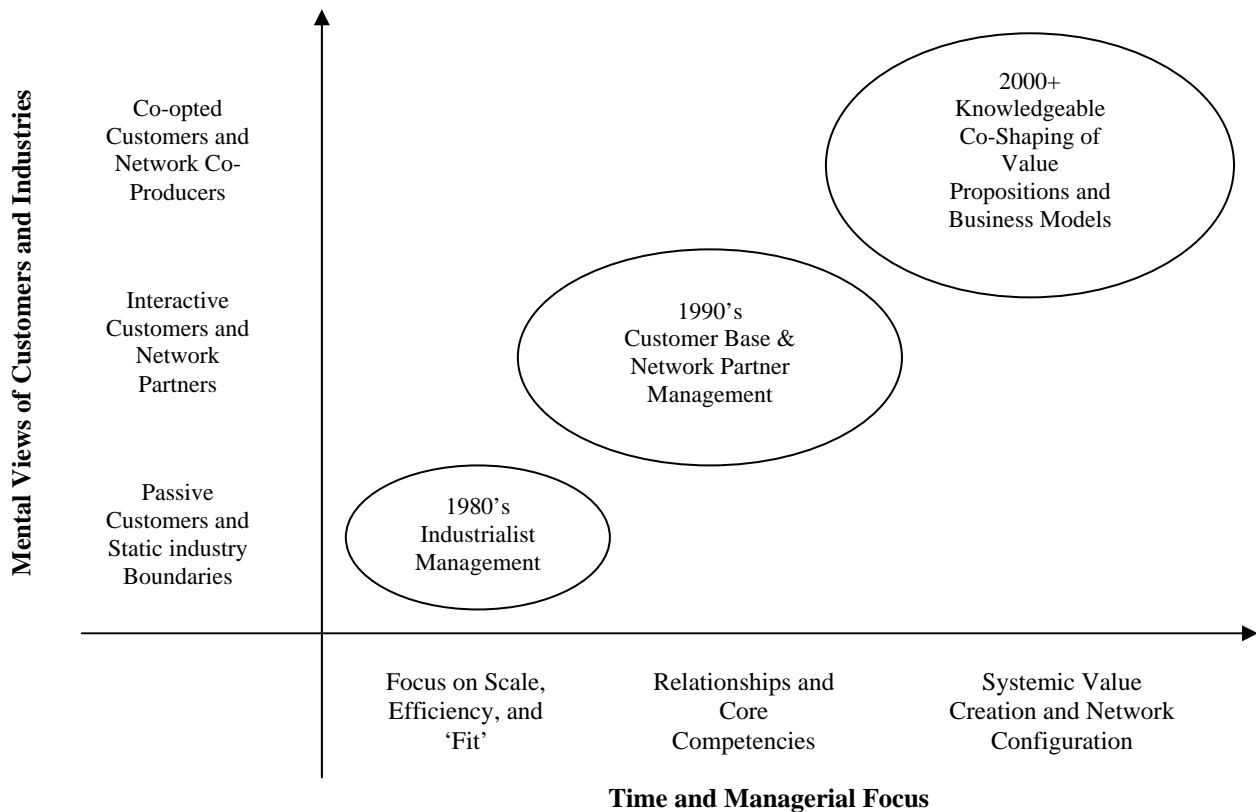 Mental Views of Customers and Industries
Co-opted
Customers and
Network Co-
Producers
Interactive
Customers and
Network
Partners
Passive
Customers and
Static industry
Boundaries
2000+
Knowledgeable
Co-Shaping of
Value
Propositions and
Business Models
1990’s
Customer Base &
Network Partner
Management
1980’s
Industrialist
Management
Focus on Scale,
Efficiency, and
‘Fit’
Relationships and
Core
Competencies
Systemic Value
Creation and Network
Configuration
Time and Managerial Focus